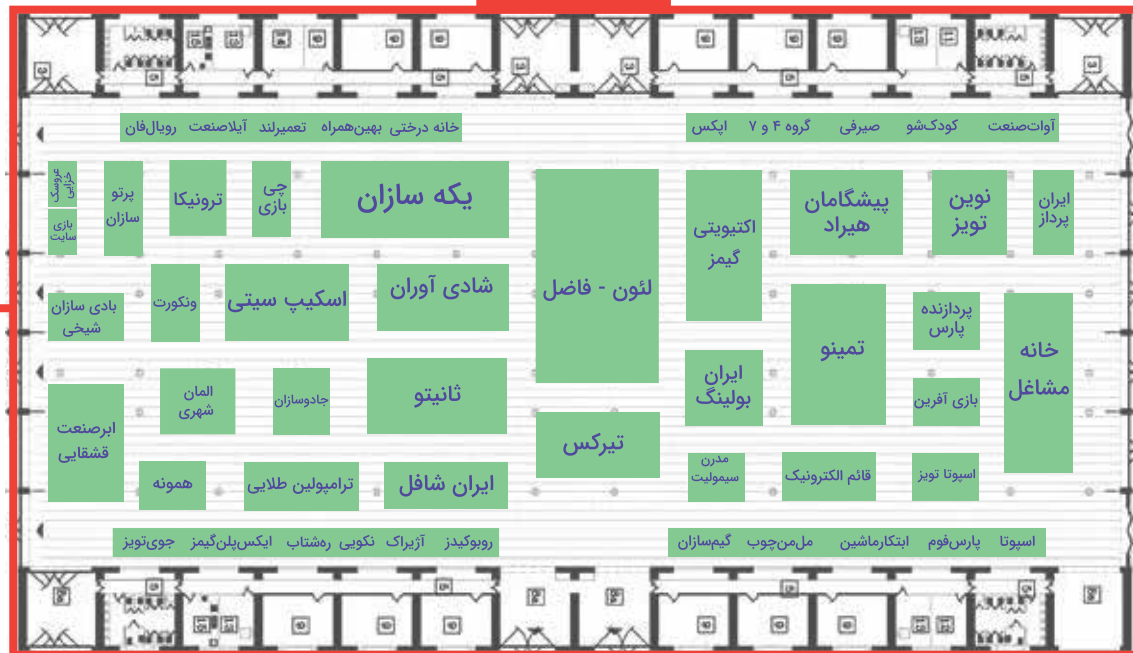 آوات‌صنعت کودک‌شو صیرفی گروه ۴ و ۷ اپکس
خانه درختی بهین‌همراه تعمیرلند آیلاصنعت رویال‌فان
ایران
پرداز
نوین
تویز
پیشگامان
هیراد
اکتیویتی
گیمز
لئون - فاضل
یکه سازان
چی
بازی
ترونیکا
پرتو
سازان
عروسک
خزایی
بازی
سایت
خانه
مشاغل
پردازنده
پارس
تمینو
شادی آوران
اسکیپ سیتی
ونکورت
بادی سازان
شیخی
بازی آفرین
ایران
بولینگ
تیرکس
ثانیتو
جادوسازان
المان
شهری
ابرصنعت
قشقایی
اسپوتا تویز
قائم الکترونیک
مدرن
سیمولیت
ایران شافل
ترامپولین طلایی
همونه
اسپوتا پارس‌فوم ابتکارماشین مل‌من‌چوب گیم‌سازان
روبوکیدز آژیراک نکویی ره‌شتاب ایکس‌پلن‌گیمز جوی‌تویز